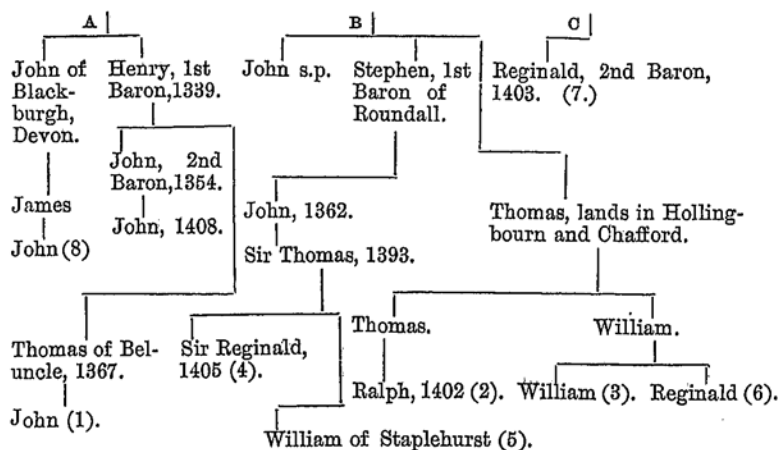 A B C
John of Black-burgh, Devon.
Henry, 1st Baron, 1339.
John s.p.
Stephen, 1st Baron of Roundall.
Reginald, 2nd Baron, 1403. (7.)
John, 2nd Baron, 1354.
James
John, 1408.
John, 1362.
Thomas, lands in Holling-bourn and Chafford.
John (8)
Sir Thomas, 1393.
Thomas of Bel-uncle, 1367.
Sir Reginald, 1405 (4).
Thomas.
William.
John (1).
Ralph, 1402 (2).
William (3).
Reginald (6).
William of Staplehurst (5).